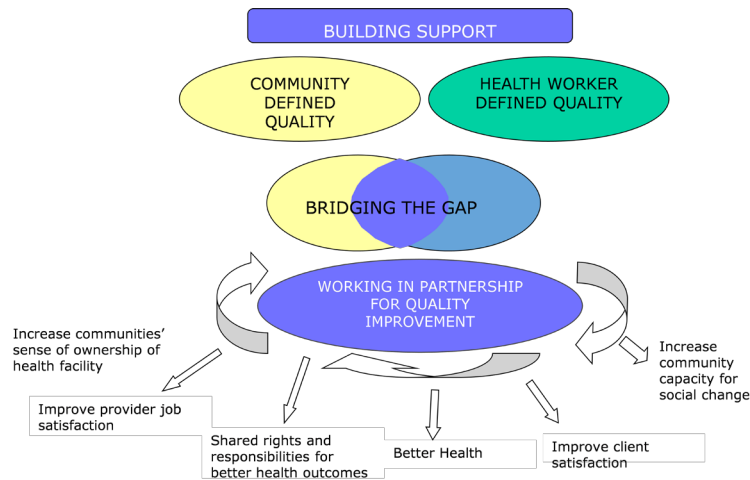 BUILDING SUPPORT
COMMUNITY
DEFINED
QUALITY
HEALTH WORKER
DEFINED QUALITY
BRIDGING THE GAP
WORKING IN PARTNERSHIP
FOR QUALITY
IMPROVEMENT
Increase communities’
sense of ownership of
health facility
Increase
community
capacity for
social change
Improve provider job
satisfaction
Shared rights and
responsibilities for
better health outcomes
Better Health
Improve client
satisfaction